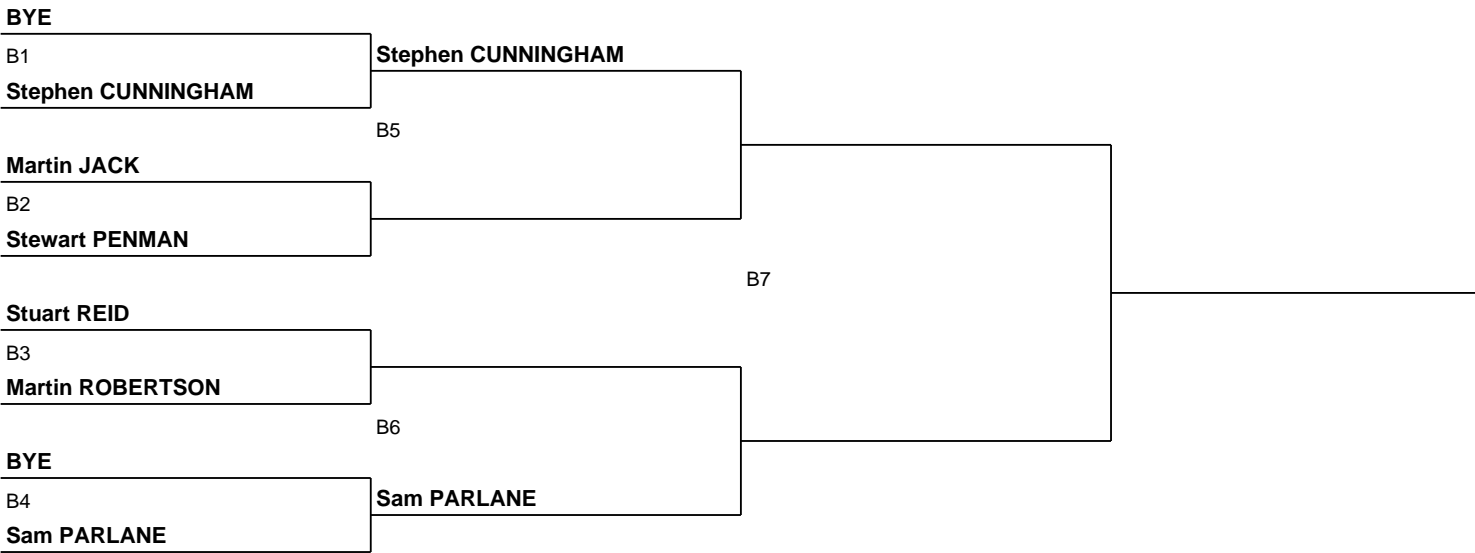 BYE
B1
Stephen CUNNINGHAM
Stephen CUNNINGHAM
B5
Martin JACK
B2
Stewart PENMAN
B7
Stuart REID
B3
Martin ROBERTSON
B6
BYE
B4
Sam PARLANE
Sam PARLANE